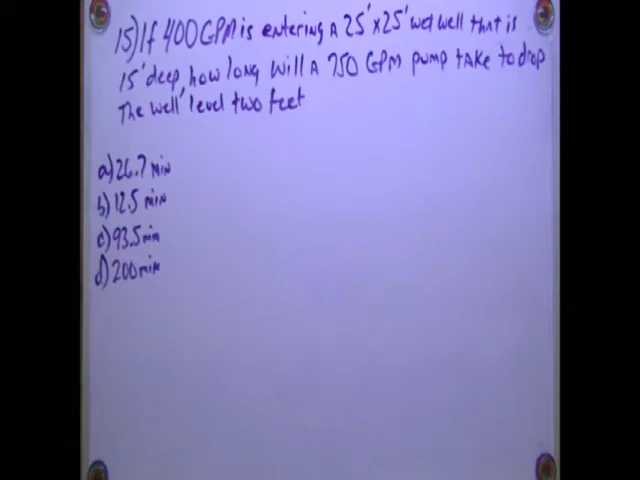 15) If 400 GPM is entering A 25' x 25' wet well that is
15' deep, how long will A 750 GPM pump take to drop
The well level two feet
a) 26.7 min
b) 12.5 min
c) 93.5 min
d) 200 min